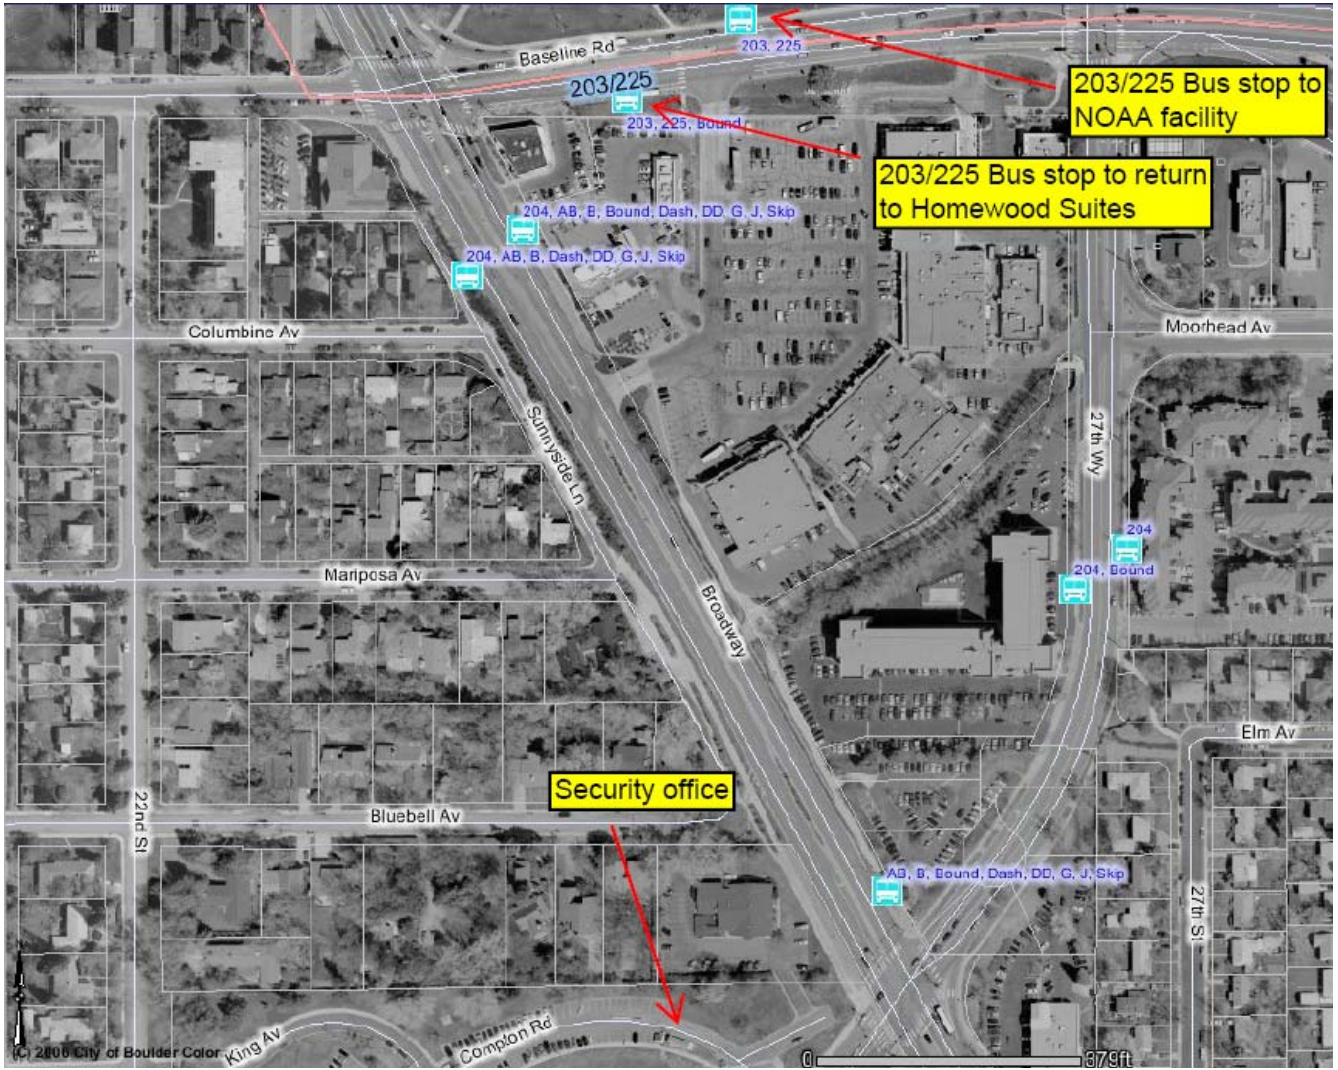 Baseline Rd
203, 225
203/225
203, 225, Bound
203/225 Bus stop to
NOAA facility
203/225 Bus stop to return
to Homewood Suites
204, AB, B, Bound, Dash, DD, G, J, Skip
204, AB, B, Dash, DD, G, J, Skip
Columbine Av
Moorhead Av
Sunnyside Ln
27th Wy
204
204, Bound
Mariposa Av
Broadway
Elm Av
Security office
22nd St
Bluebell Av
AB, B, Bound, Dash, DD, G, J, Skip
27th St
King Av
Compton Rd
(C) 2006 City of Boulder Color
0 379ft